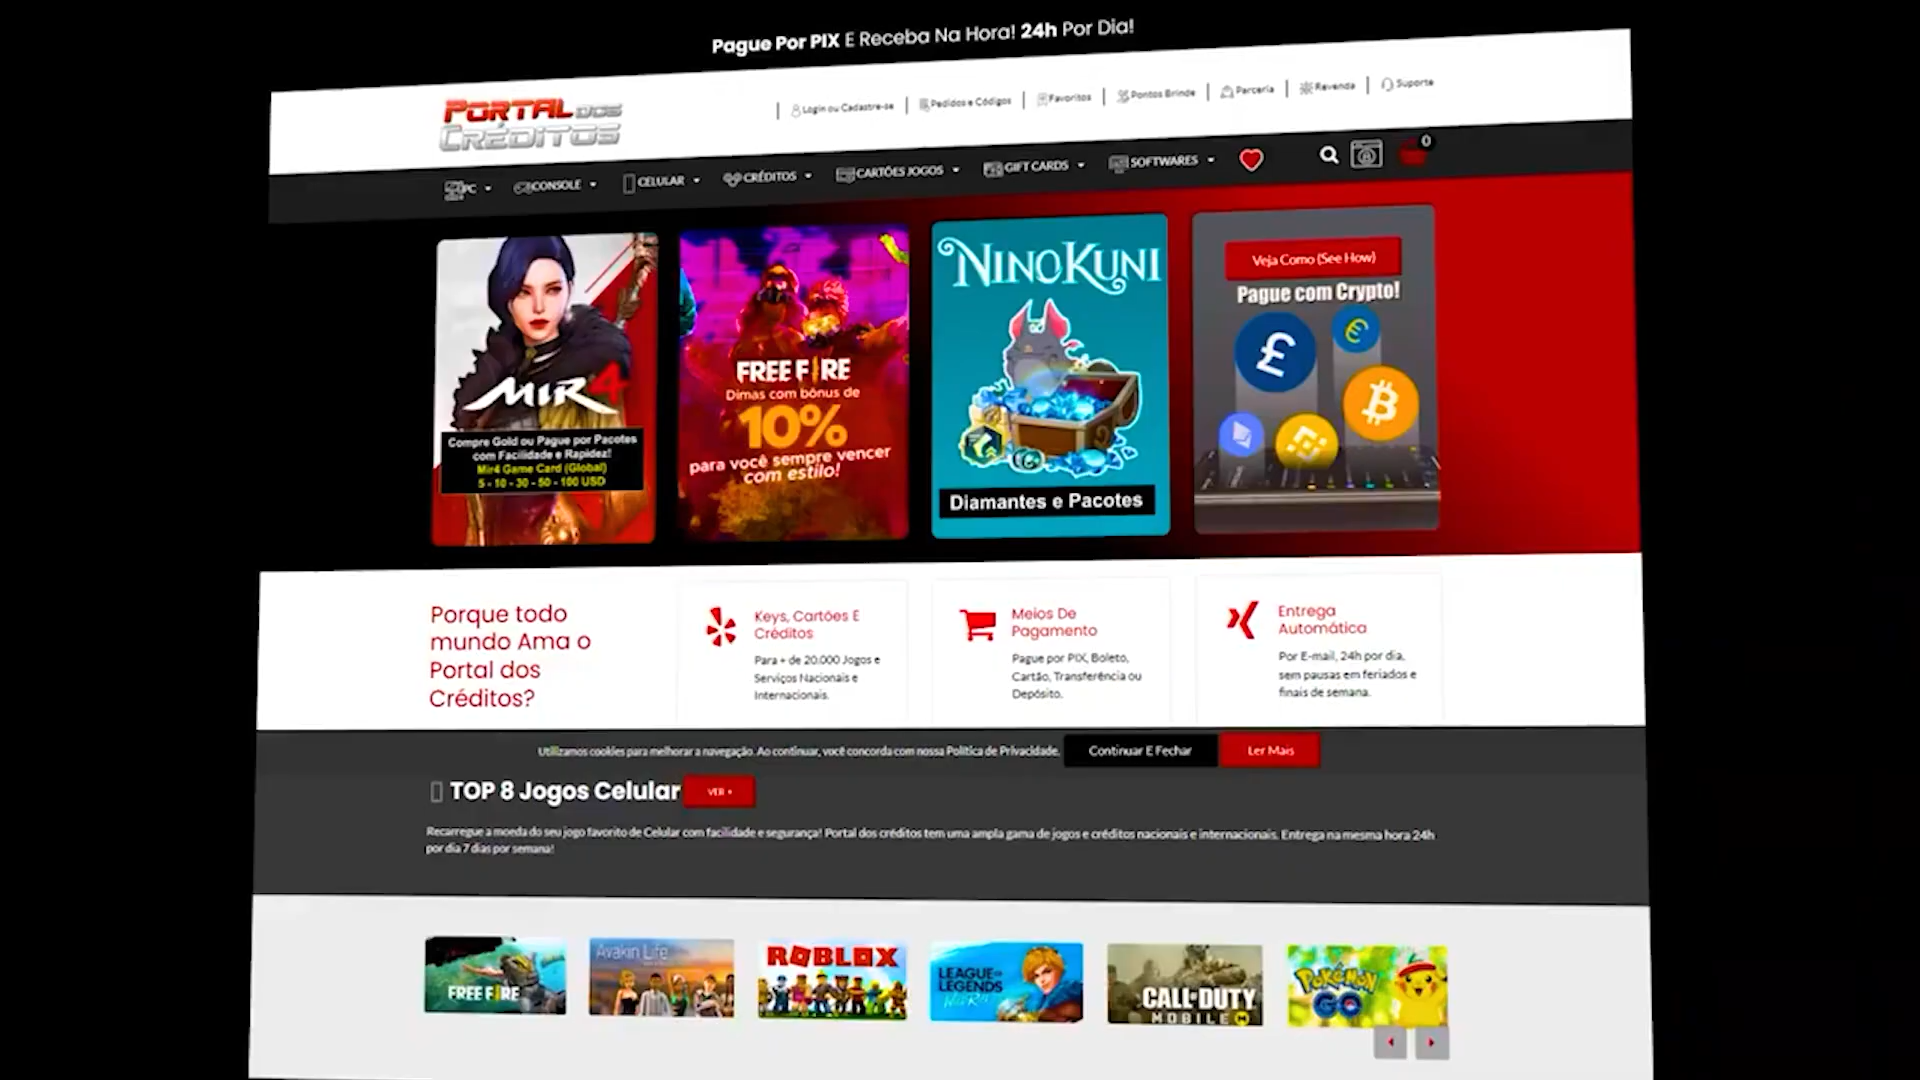 Pague Por PIX E Receba Na Hora! 24h Por Dia!
PORTAL DOS
CRÉDITOS
Login ou Cadastre-se
Pedidos e Códigos
Favoritos
Pontos Brinde
Parceria
Revenda
Suporte
PC
CONSOLE
CELULAR
CRÉDITOS
CARTÕES JOGOS
GIFT CARDS
SOFTWARES
0
MIR4
Compre Gold ou Pague por Pacotes
com Facilidade e Rapidez!
Mir4 Game Card (Global)
5 - 10 - 30 - 50 - 100 USD
FREE FIRE
Dimas com bônus de
10%
para você sempre vencer
com estilo!
NINOKUNI
Diamantes e Pacotes
Veja Como (See How)
Pague com Crypto!
Porque todo
mundo Ama o
Portal dos
Créditos?
Keys, Cartões E
Créditos
Para + de 20.000 Jogos e
Serviços Nacionais e
Internacionais.
Meios De
Pagamento
Pague por PIX, Boleto,
Cartão, Transferência ou
Depósito.
Entrega
Automática
Por E-mail, 24h por dia,
sem pausas em feriados e
finais de semana.
Utilizamos cookies para melhorar a navegação. Ao continuar, você concorda com nossa Política de Privacidade.
Continuar E Fechar
Ler Mais
TOP 8 Jogos Celular
VER +
Recarregue a moeda do seu jogo favorito de Celular com facilidade e segurança! Portal dos créditos tem uma ampla gama de jogos e créditos nacionais e internacionais. Entrega na mesma hora 24h
por dia 7 dias por semana!
FREE FIRE
Avakin Life
ROBLOX
LEAGUE OF
LEGENDS
Wild Rift
CALL OF DUTY
MOBILE
POKÉMON
GO